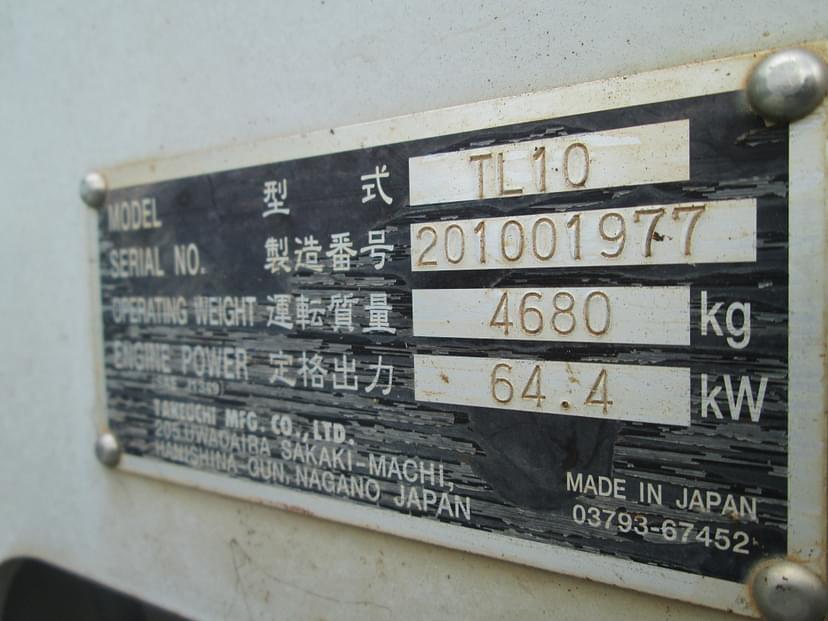 MODEL 型 式 TL10
SERIAL NO. 製造番号 201001977
OPERATING WEIGHT 運転質量 4680 kg
ENGINE POWER 定格出力 64.4 kW
TAKEUCHI MFG. CO., LTD.
205, UWADAIRA SAKAKI-MACHI,
HANISHINA-GUN, NAGANO JAPAN
MADE IN JAPAN
03793-67452